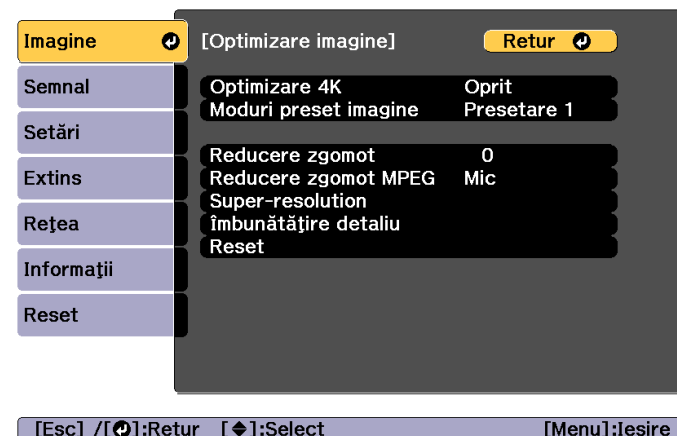 Imagine
Semnal
Setări
Extins
Reţea
Informaţii
Reset
[Optimizare imagine] Retur
Optimizare 4K Oprit
Moduri preset imagine Presetare 1
Reducere zgomot 0
Reducere zgomot MPEG Mic
Super-resolution
Îmbunătăţire detaliu
Reset
[Esc] /[ ]:Retur [ ]:Select [Menu]:Iesire